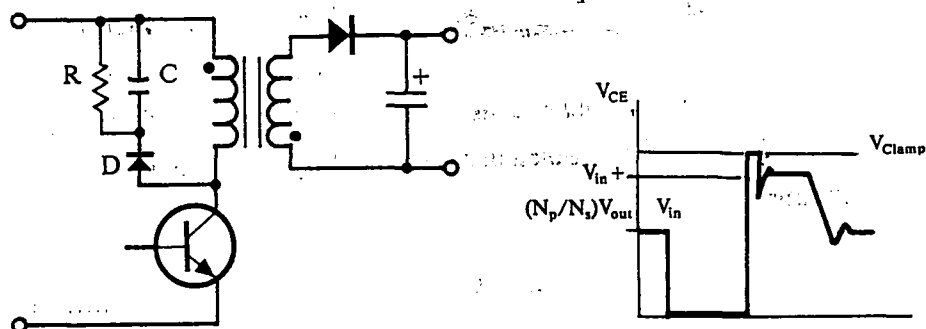 R
C
D
+
V_CE
V_Clamp
V_in +
(N_p/N_s)V_out
V_in